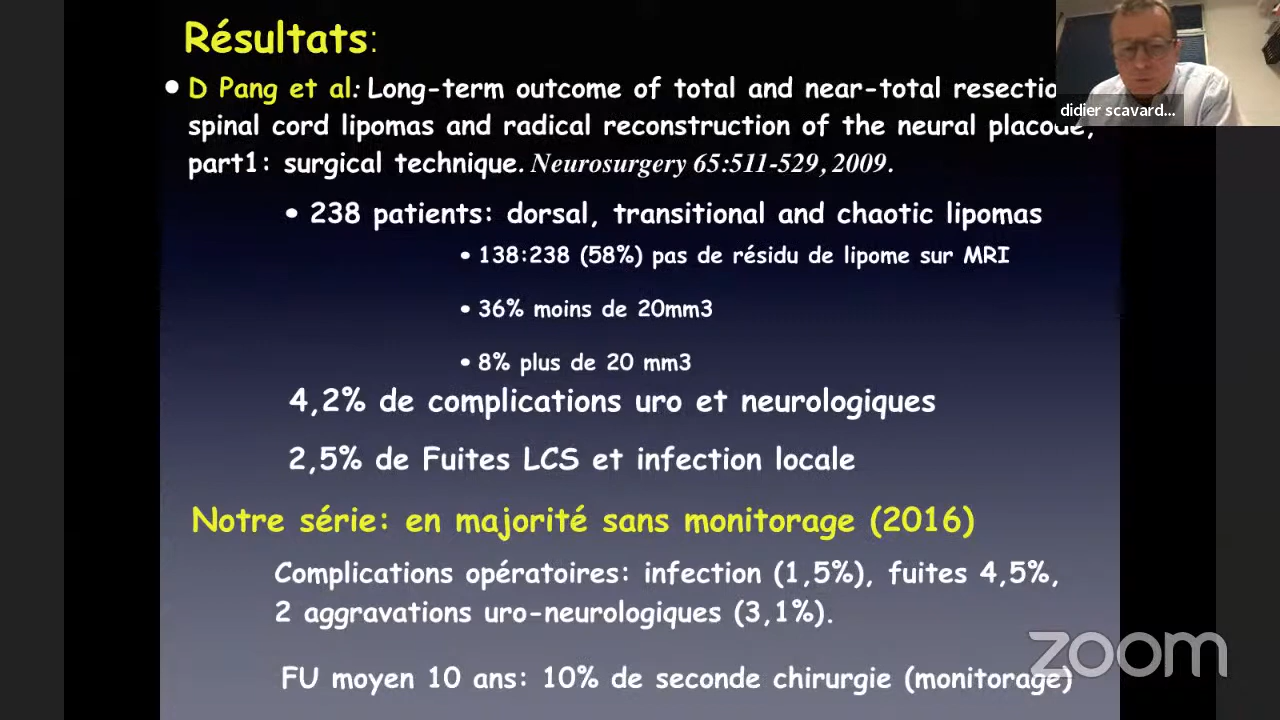 Résultats:
• D Pang et al: Long-term outcome of total and near-total resectio
spinal cord lipomas and radical reconstruction of the neural placode,
part1: surgical technique. Neurosurgery 65:511-529, 2009.
• 238 patients: dorsal, transitional and chaotic lipomas
• 138:238 (58%) pas de résidu de lipome sur MRI
• 36% moins de 20mm3
• 8% plus de 20 mm3
4,2% de complications uro et neurologiques
2,5% de Fuites LCS et infection locale
Notre série: en majorité sans monitorage (2016)
Complications opératoires: infection (1,5%), fuites 4,5%,
2 aggravations uro-neurologiques (3,1%).
FU moyen 10 ans: 10% de seconde chirurgie (monitorage)
didier scavard...
zoom